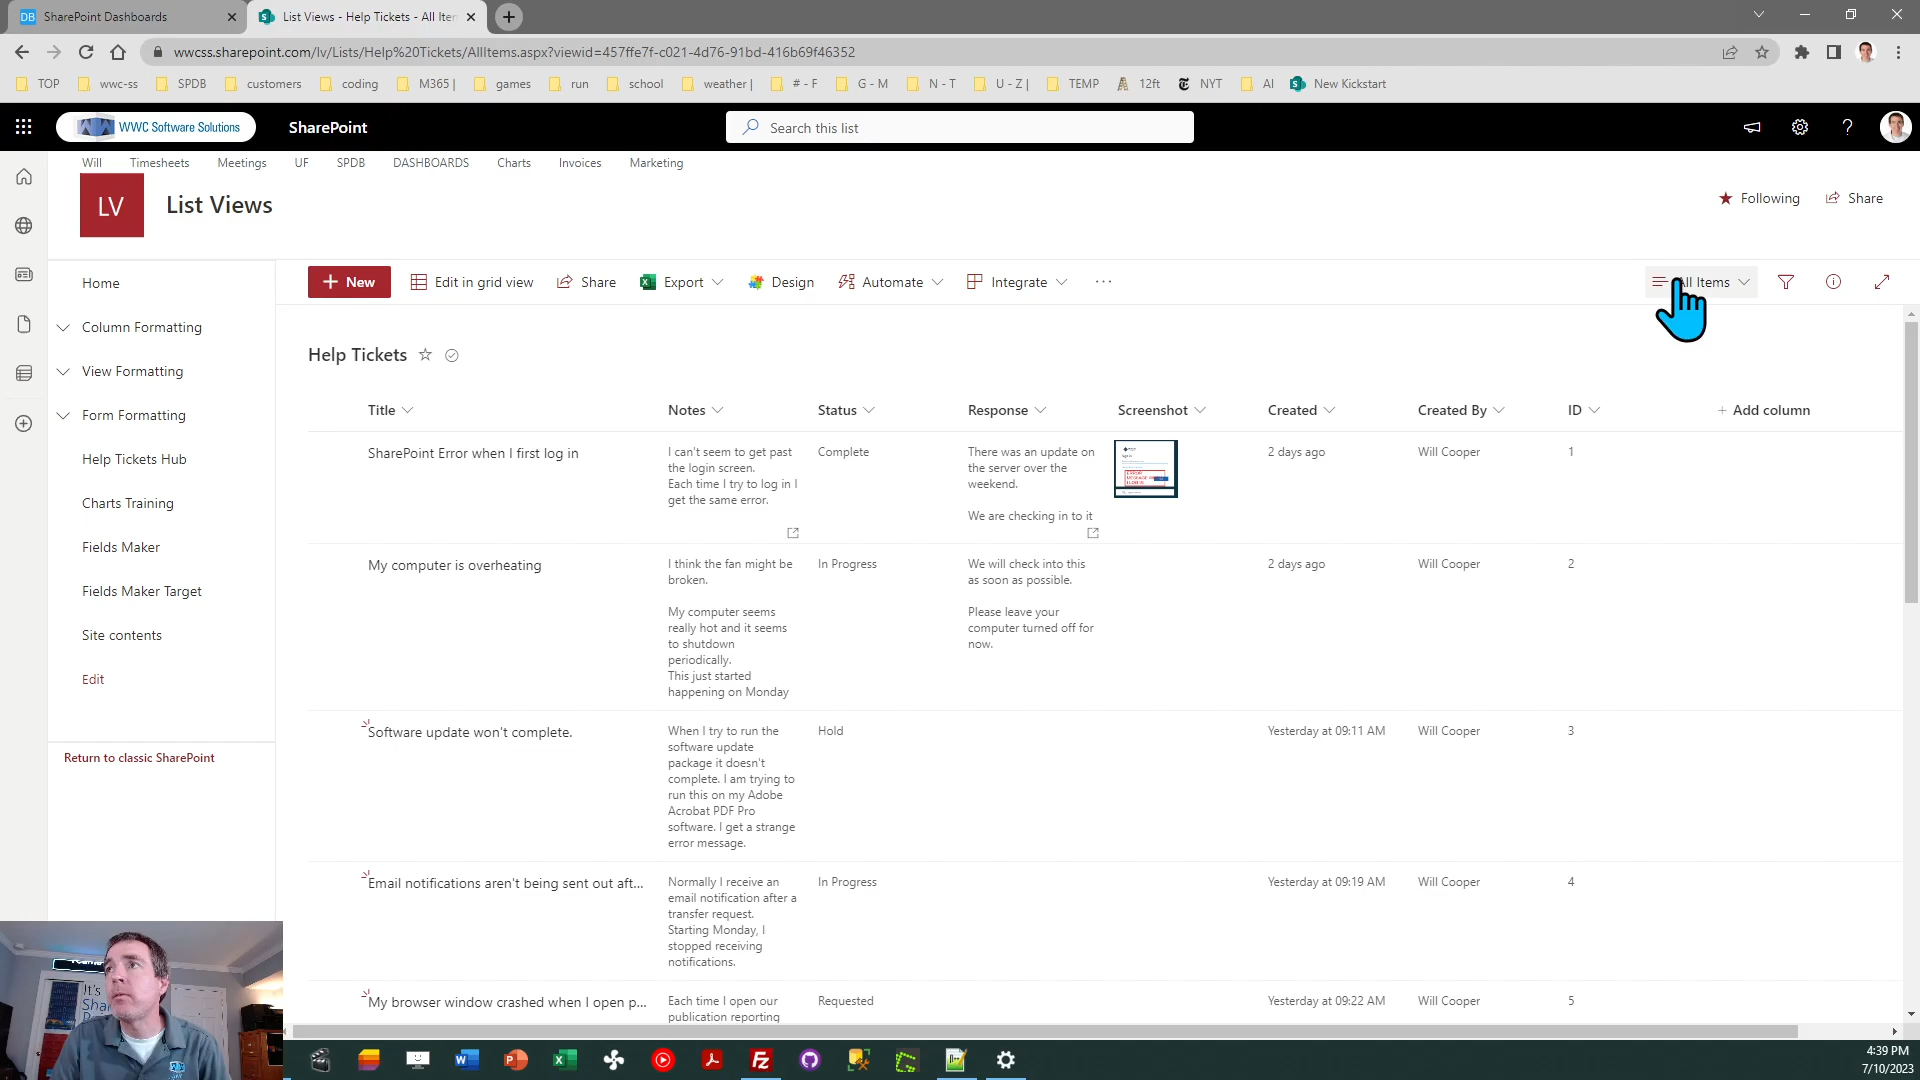 DB SharePoint Dashboards
List Views - Help Tickets - All Iten
wwcss.sharepoint.com/lv/Lists/Help%20Tickets/AllItems.aspx?viewid=457ffe7f-c021-4d76-91bd-416b69f46352
TOP wwc-ss SPDB customers coding M365 | games run school weather | # - F G - M N - T U - Z | TEMP 12ft NYT AI New Kickstart
WWC Software Solutions SharePoint Search this list ?
Will Timesheets Meetings UF SPDB DASHBOARDS Charts Invoices Marketing
LV List Views Following Share
Home
Column Formatting
View Formatting
Form Formatting
Help Tickets Hub
Charts Training
Fields Maker
Fields Maker Target
Site contents
Edit
Return to classic SharePoint
+ New Edit in grid view Share Export Design Automate Integrate ... All Items
Help Tickets
Title Notes Status Response Screenshot Created Created By ID + Add column
SharePoint Error when I first log in
I can't seem to get past
the login screen.
Each time I try to log in I
get the same error.
Complete
There was an update on
the server over the
weekend.
We are checking in to it
2 days ago
Will Cooper
1
My computer is overheating
I think the fan might be
broken.
My computer seems
really hot and it seems
to shutdown
periodically.
This just started
happening on Monday
In Progress
We will check into this
as soon as possible.
Please leave your
computer turned off for
now.
2 days ago
Will Cooper
2
Software update won't complete.
When I try to run the
software update
package it doesn't
complete. I am trying to
run this on my Adobe
Acrobat PDF Pro
software. I get a strange
error message.
Hold
Yesterday at 09:11 AM
Will Cooper
3
Email notifications aren't being sent out aft...
Normally I receive an
email notification after a
transfer request.
Starting Monday, I
stopped receiving
notifications.
In Progress
Yesterday at 09:19 AM
Will Cooper
4
My browser window crashed when I open p...
Each time I open our
publication reporting
Requested
Yesterday at 09:22 AM
Will Cooper
5
It's
4:39 PM
7/10/2023